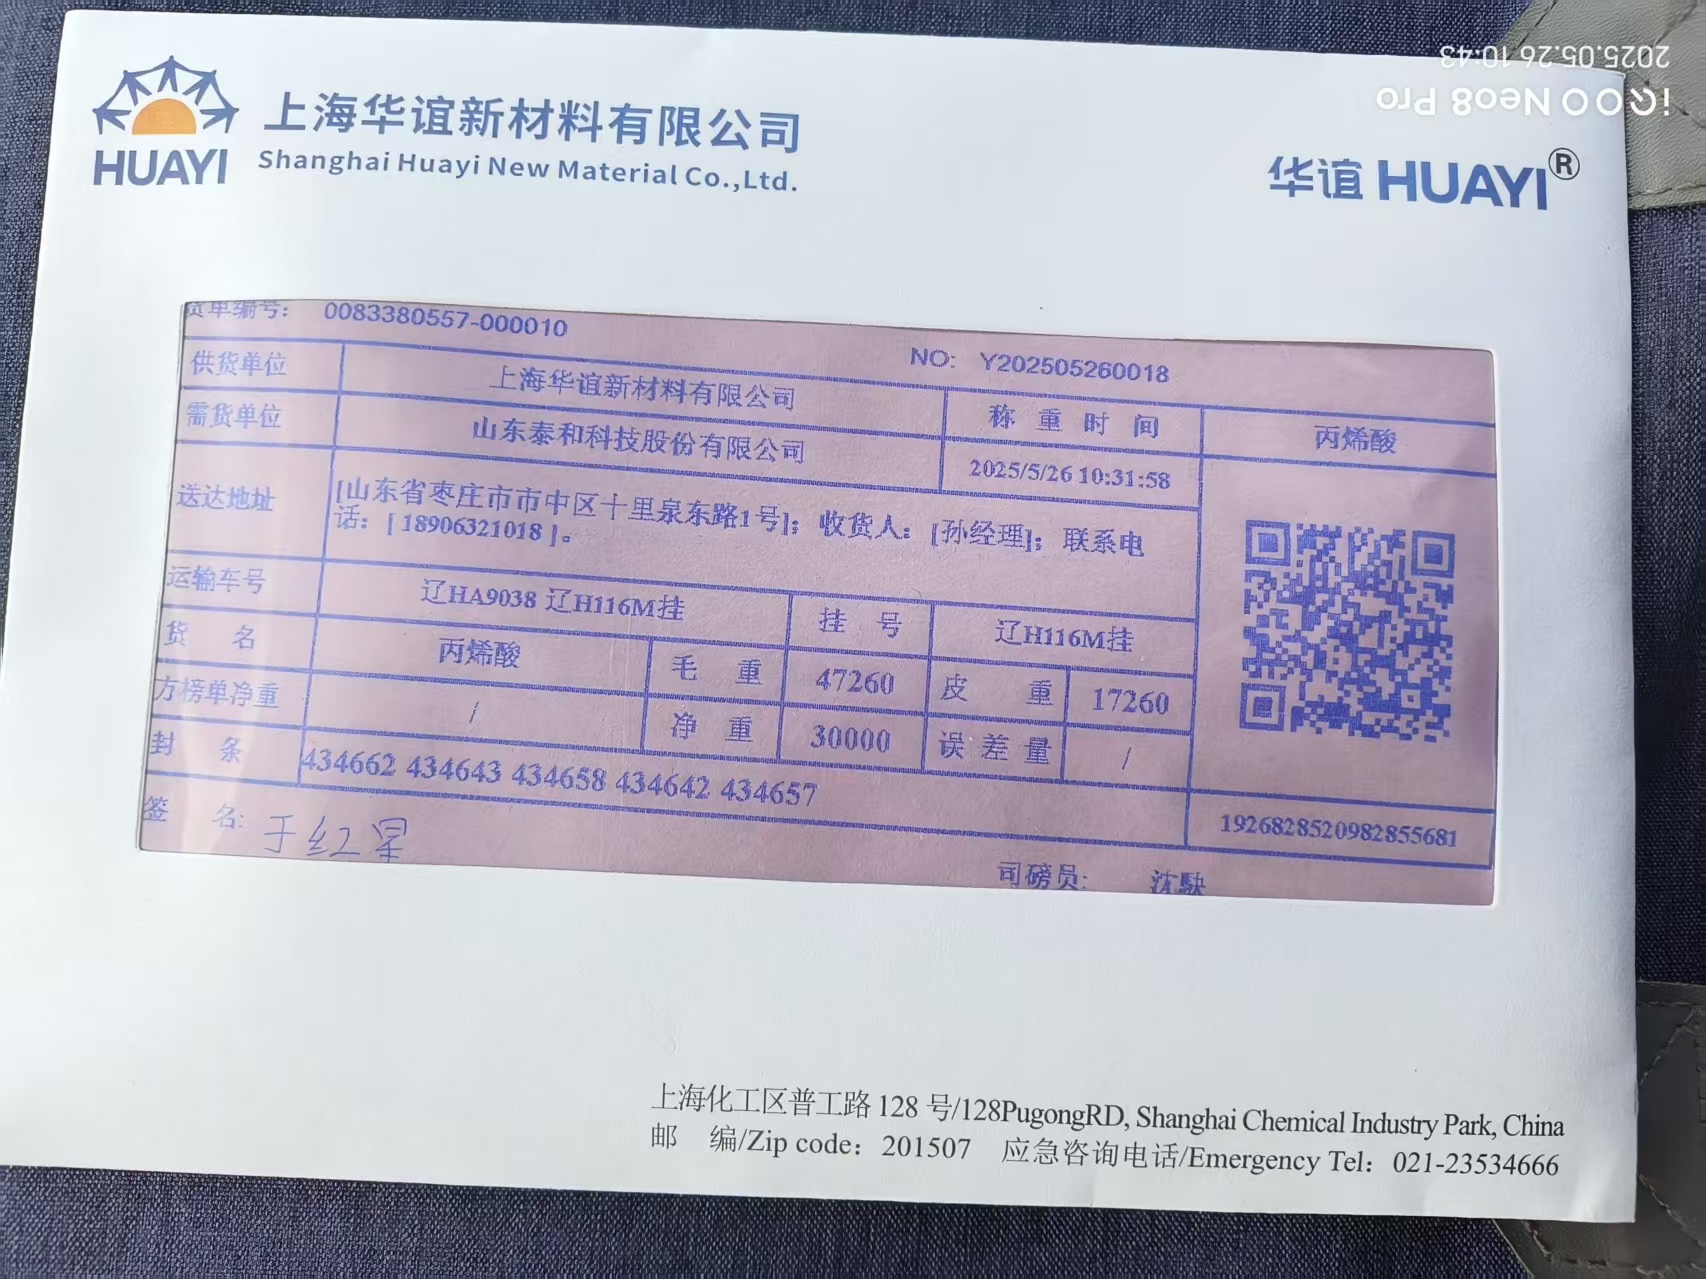 2025.05.26 10:43
iQOO Neo8 Pro
上海华谊新材料有限公司
HUAYI
Shanghai Huayi New Material Co.,Ltd.
华谊 HUAYI®
货单编号: 0083380557-000010
NO: Y202505260018
供货单位 上海华谊新材料有限公司 称重时间 丙烯酸
需货单位 山东泰和科技股份有限公司 2025/5/26 10:31:58
送达地址 [山东省枣庄市市中区十里泉东路1号]; 收货人: [孙经理]; 联系电
话: [ 18906321018 ]。
运输车号 辽HA9038 辽H116M挂 挂号 辽H116M挂
货名 丙烯酸 毛重 47260 皮重 17260
方榜单净重 / 净重 30000 误差量 /
封条 434662 434643 434658 434642 434657
1926828520982855681
签名: 于红星
司磅员: 沈
上海化工区普工路 128 号/128PugongRD, Shanghai Chemical Industry Park, China
邮 编/Zip code: 201507 应急咨询电话/Emergency Tel: 021-23534666